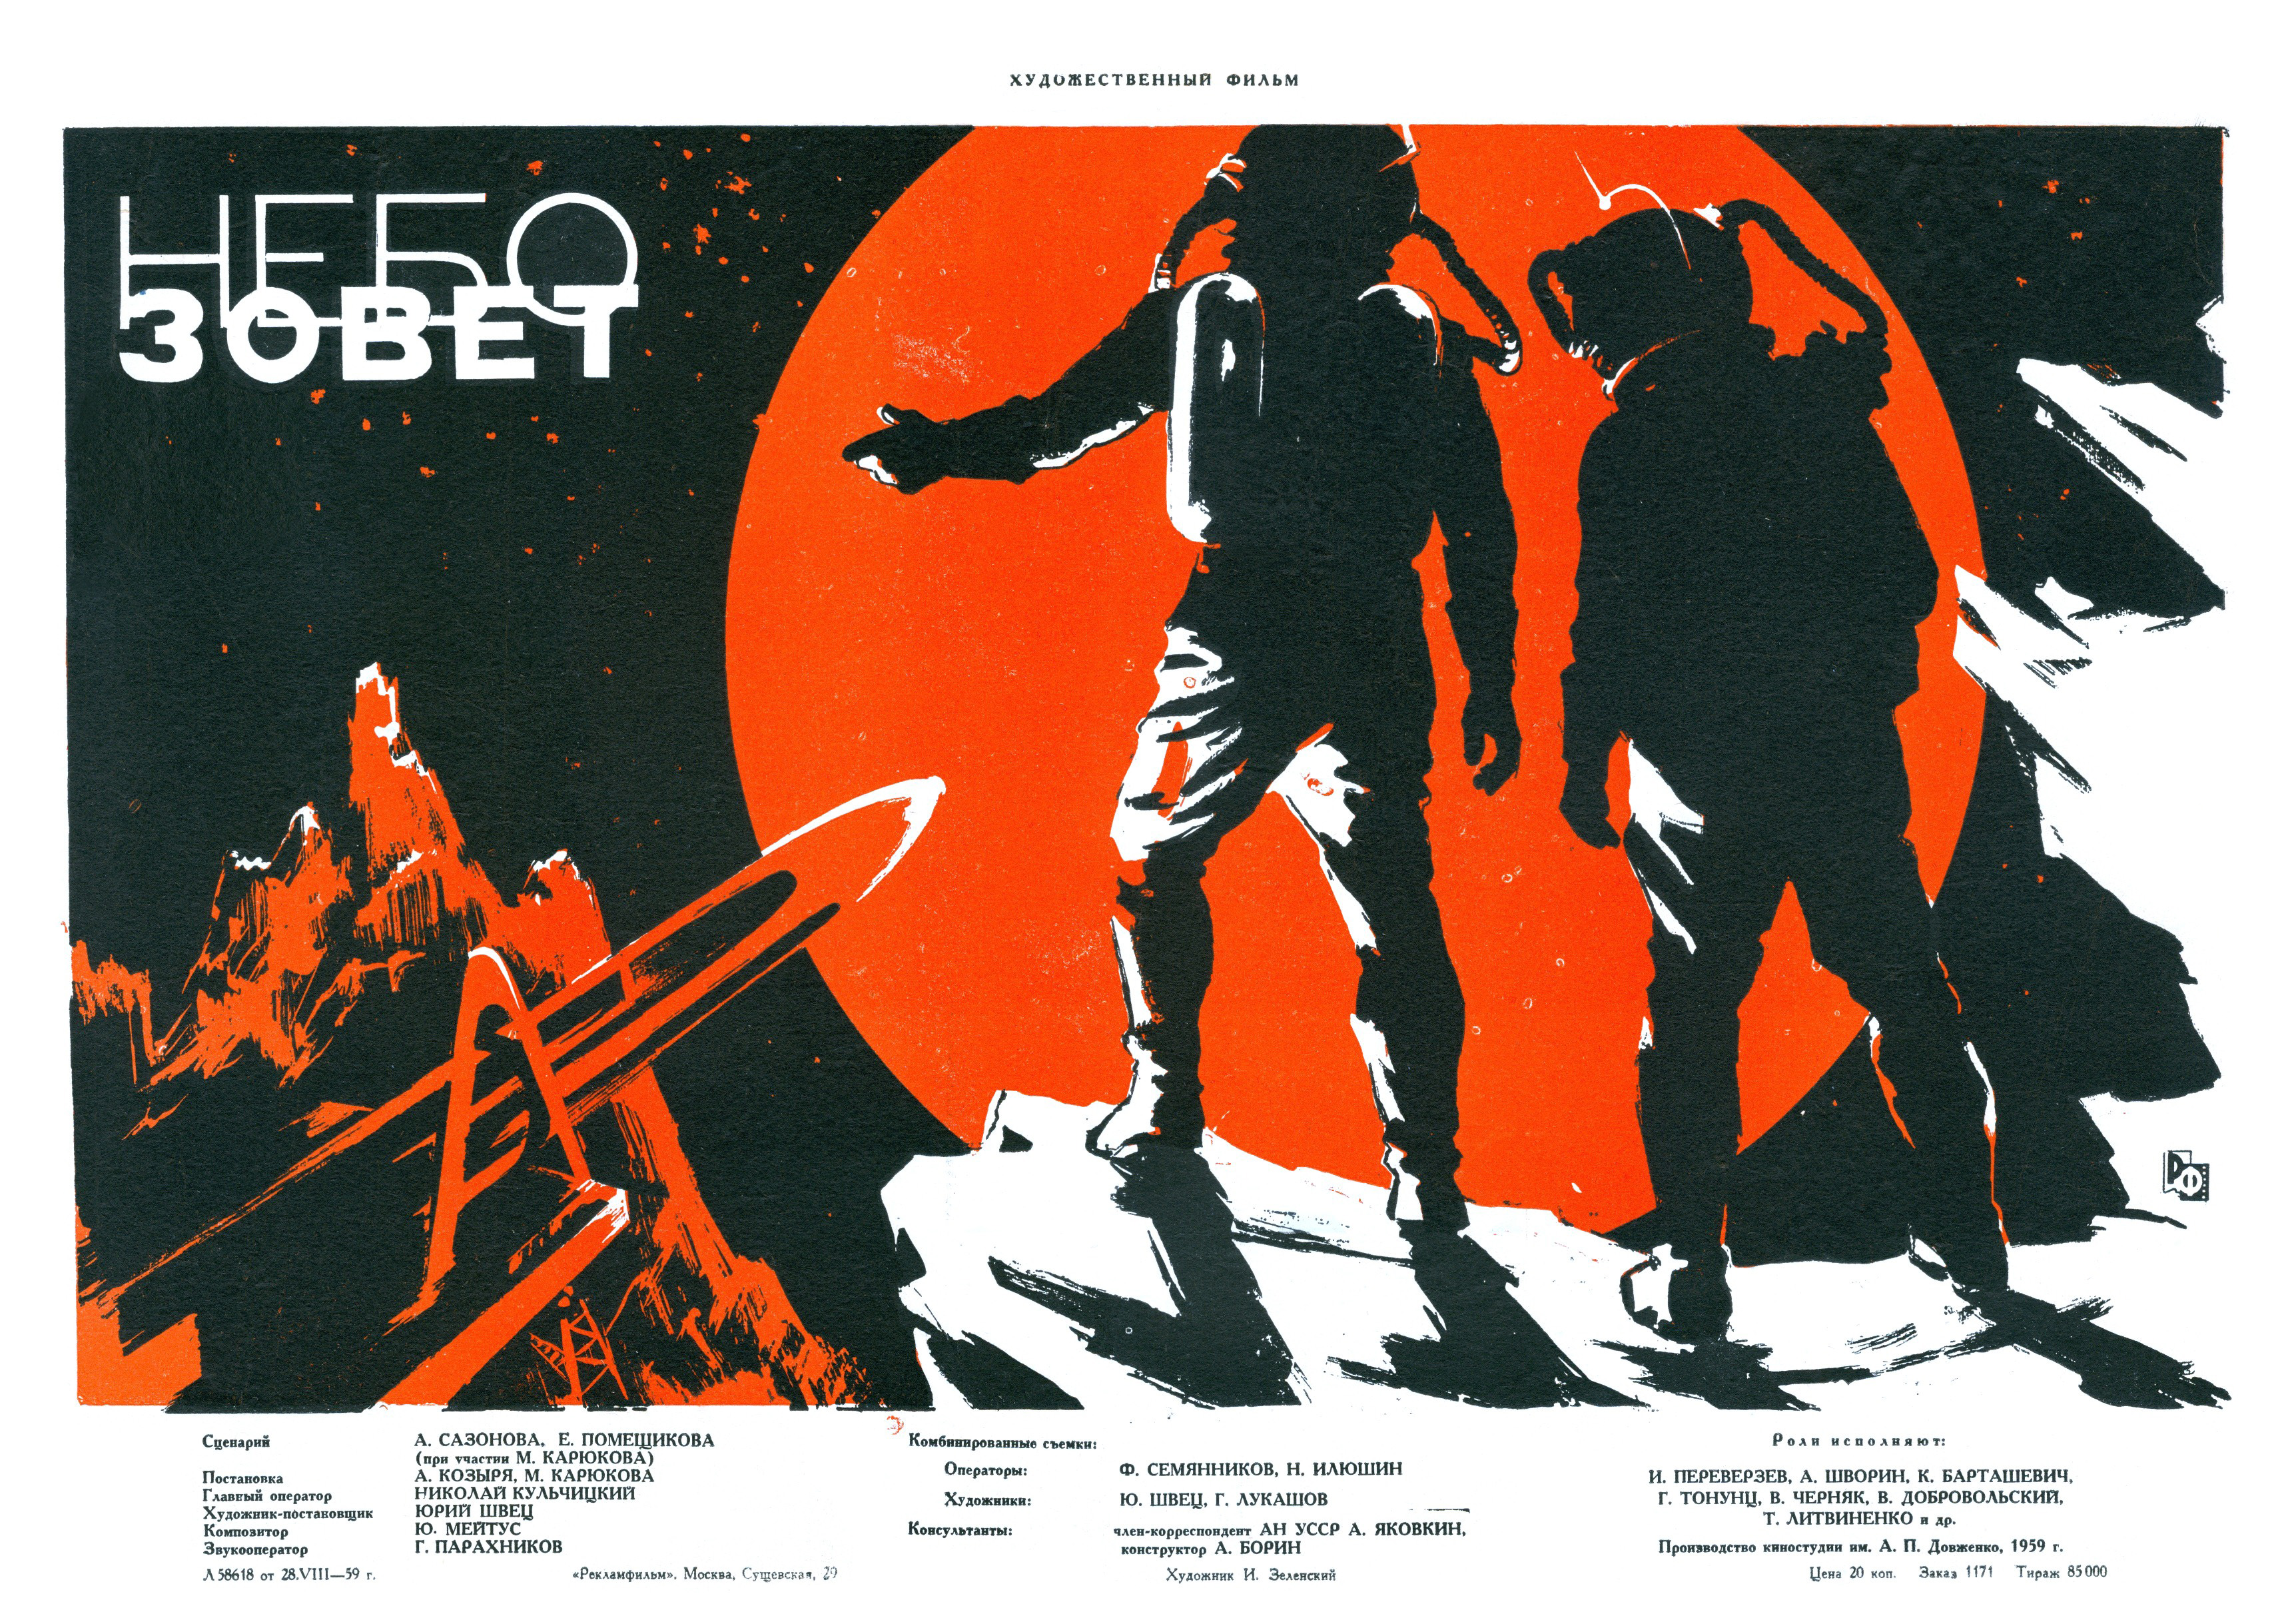 ХУДОЖЕСТВЕННЫЙ ФИЛЬМ
НЕБО
ЗОВЕТ
РФ
Сценарий А. САЗОНОВА, Е. ПОМЕЩИКОВА
(при участии М. КАРЮКОВА)
Постановка А. КОЗЫРЯ, М. КАРЮКОВА
Главный оператор НИКОЛАЙ КУЛЬЧИЦКИЙ
Художник-постановщик ЮРИЙ ШВЕЦ
Композитор Ю. МЕЙТУС
Звукооператор Г. ПАРАХНИКОВ
Комбинированные съемки:
Операторы: Ф. СЕМЯННИКОВ, Н. ИЛЮШИН
Художники: Ю. ШВЕЦ, Г. ЛУКАШОВ
Консультанты: член-корреспондент АН УССР А. ЯКОВКИН,
конструктор А. БОРИН
Роли исполняют:
И. ПЕРЕВЕРЗЕВ, А. ШВОРИН, К. БАРТАШЕВИЧ,
Г. ТОНУНЦ, В. ЧЕРНЯК, В. ДОБРОВОЛЬСКИЙ,
Т. ЛИТВИНЕНКО и др.
Производство киностудии им. А. П. Довженко, 1959 г.
Л 58618 от 28.VIII—59 г. «Рекламфильм». Москва, Сущевская, Художник И. Зеленский Цена 20 коп. Заказ 1171 Тираж 85000